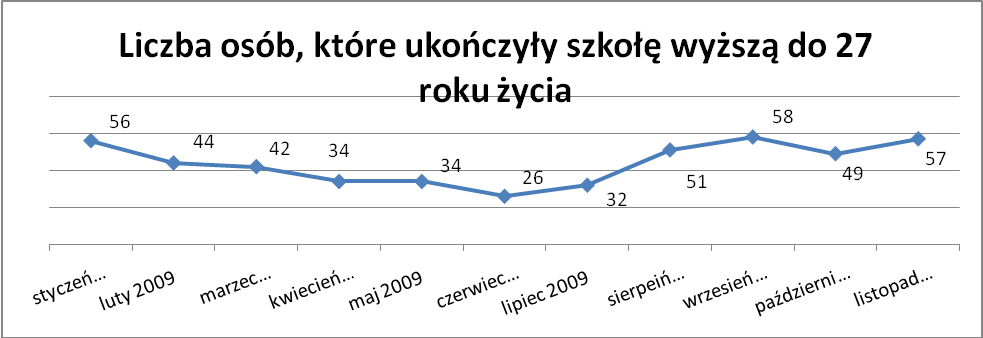 Liczba osób, które ukończyły szkołę wyższą do 27
roku życia
56
44
42
34
34
26
32
51
58
49
57
styczeń...
luty 2009
marzec...
kwiecień...
maj 2009
czerwiec...
lipiec 2009
sierpeiń...
wrzesień...
październi...
listopad...